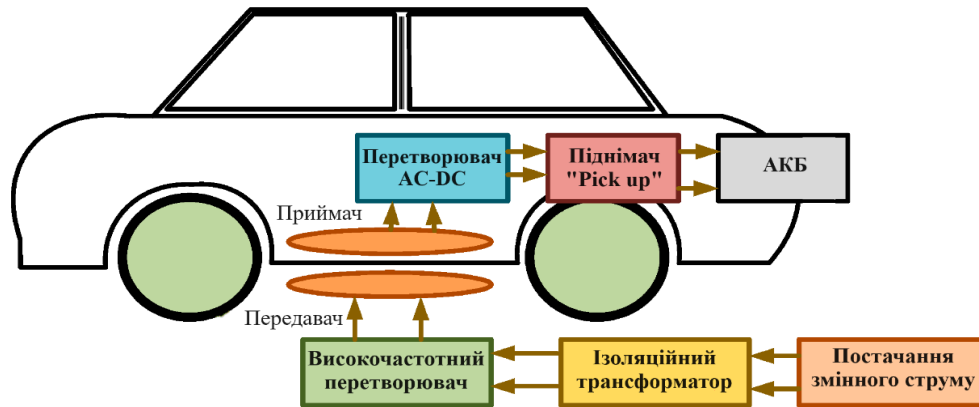 Перетворювач
AC-DC
Піднімач
"Pick up"
АКБ
Приймач
Передавач
Високочастотний
перетворювач
Ізоляційний
трансформатор
Постачання
змінного струму